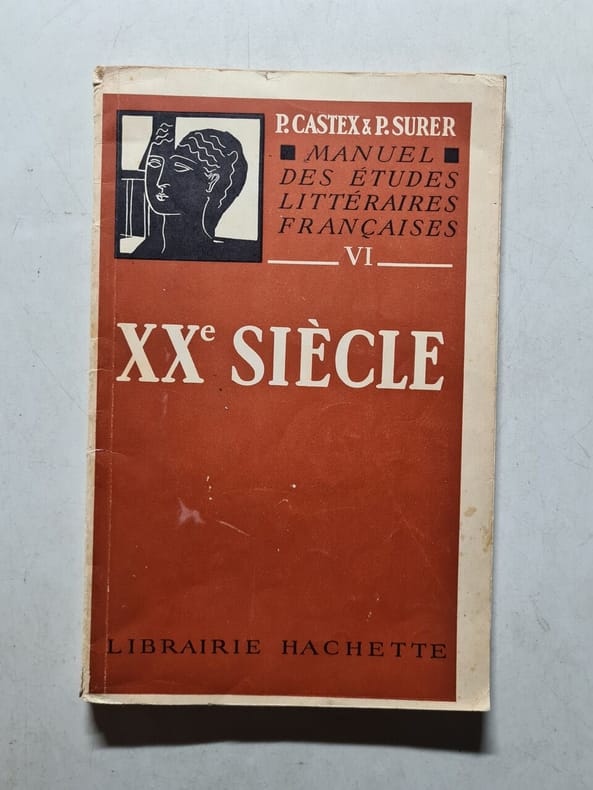 P. CASTEX & P. SURER
MANUEL
DES ÉTUDES
LITTÉRAIRES
FRANÇAISES
VI
XXe SIÈCLE
LIBRAIRIE HACHETTE